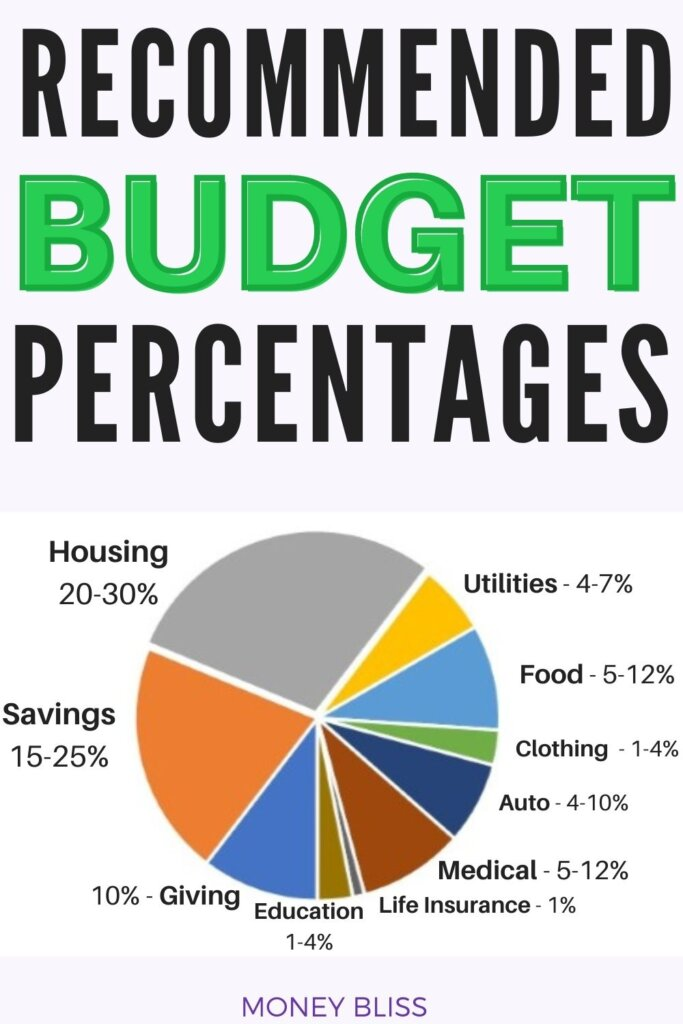 RECOMMENDED
BUDGET
PERCENTAGES
Housing
20-30%
Utilities - 4-7%
Food - 5-12%
Savings
15-25%
Clothing - 1-4%
Auto - 4-10%
Medical - 5-12%
10% - Giving
Life Insurance - 1%
Education
1-4%
MONEY BLISS